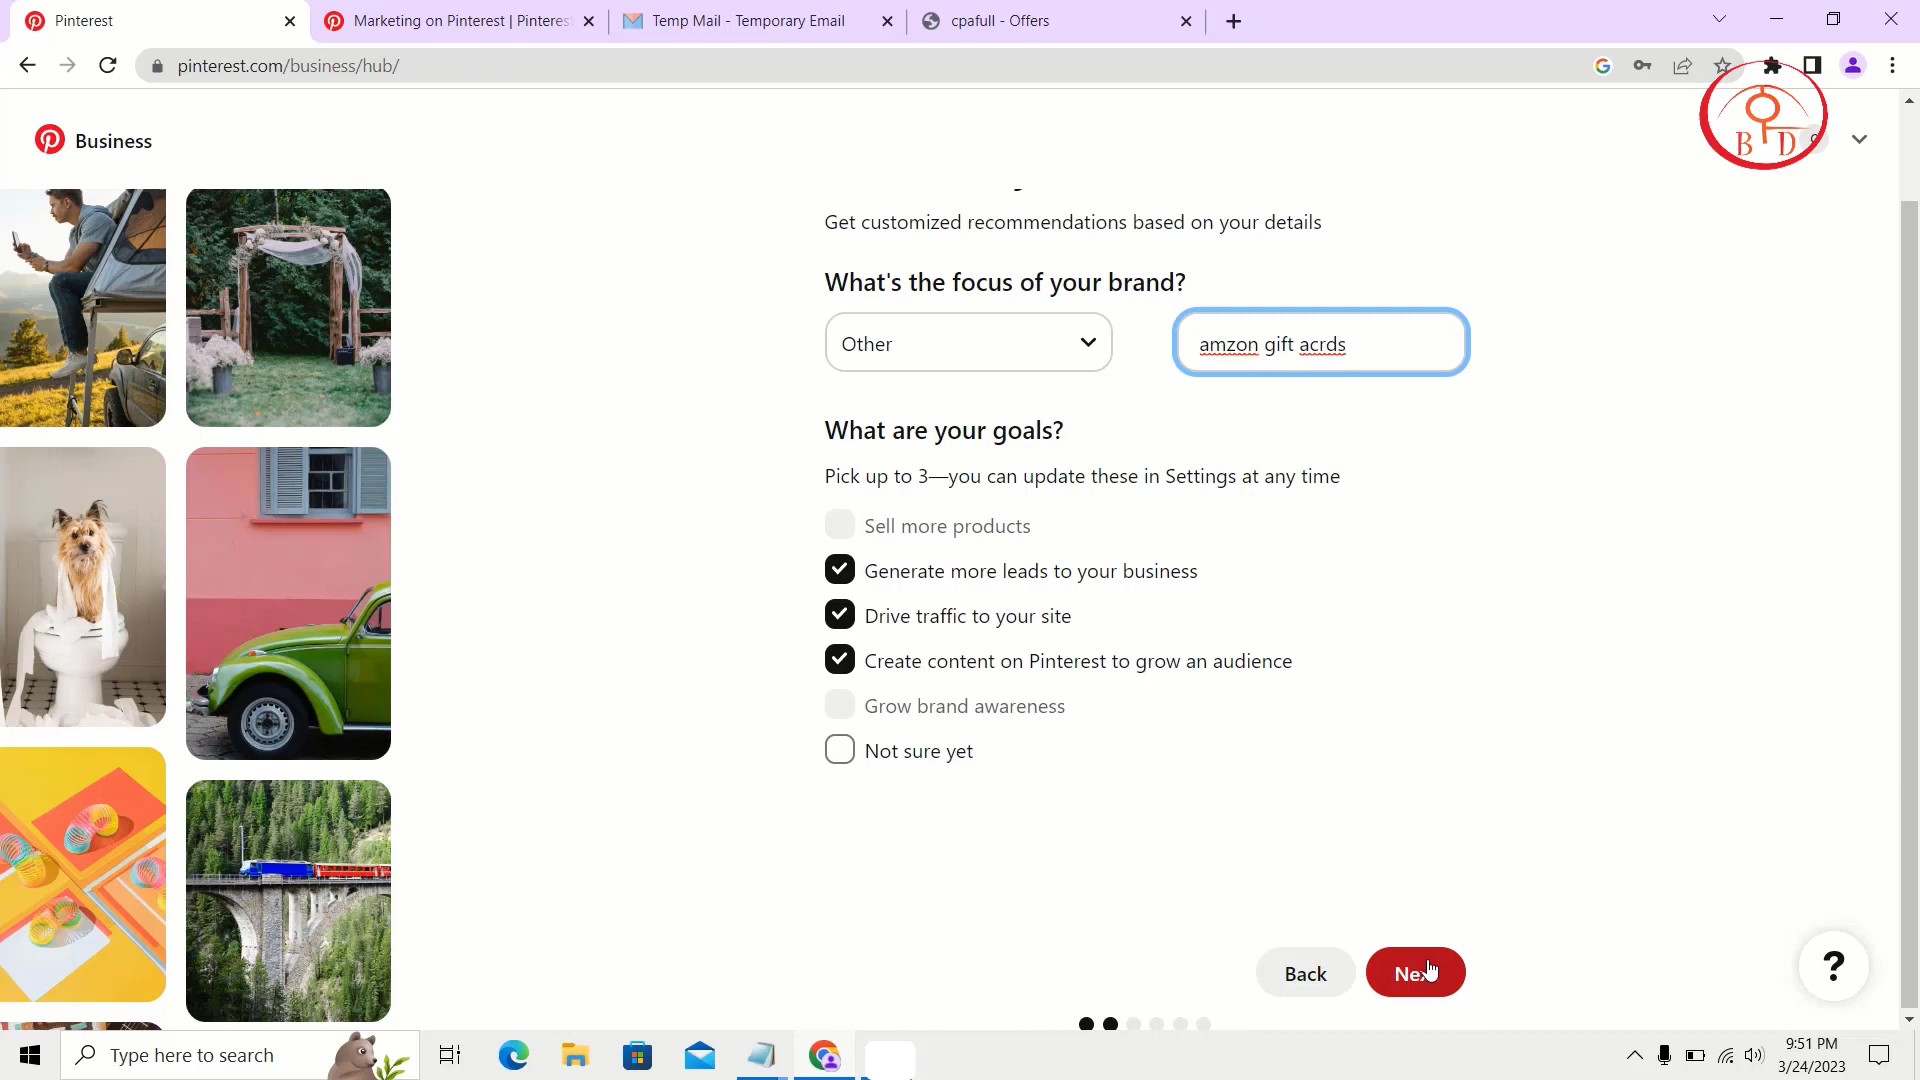 Pinterest
Marketing on Pinterest | Pinteres
Temp Mail - Temporary Email
cpafull - Offers
pinterest.com/business/hub/
Business
B D
Get customized recommendations based on your details
What's the focus of your brand?
Other
amzon gift acrds
What are your goals?
Pick up to 3—you can update these in Settings at any time
Sell more products
Generate more leads to your business
Drive traffic to your site
Create content on Pinterest to grow an audience
Grow brand awareness
Not sure yet
Back
Next
?
Type here to search
9:51 PM
3/24/2023